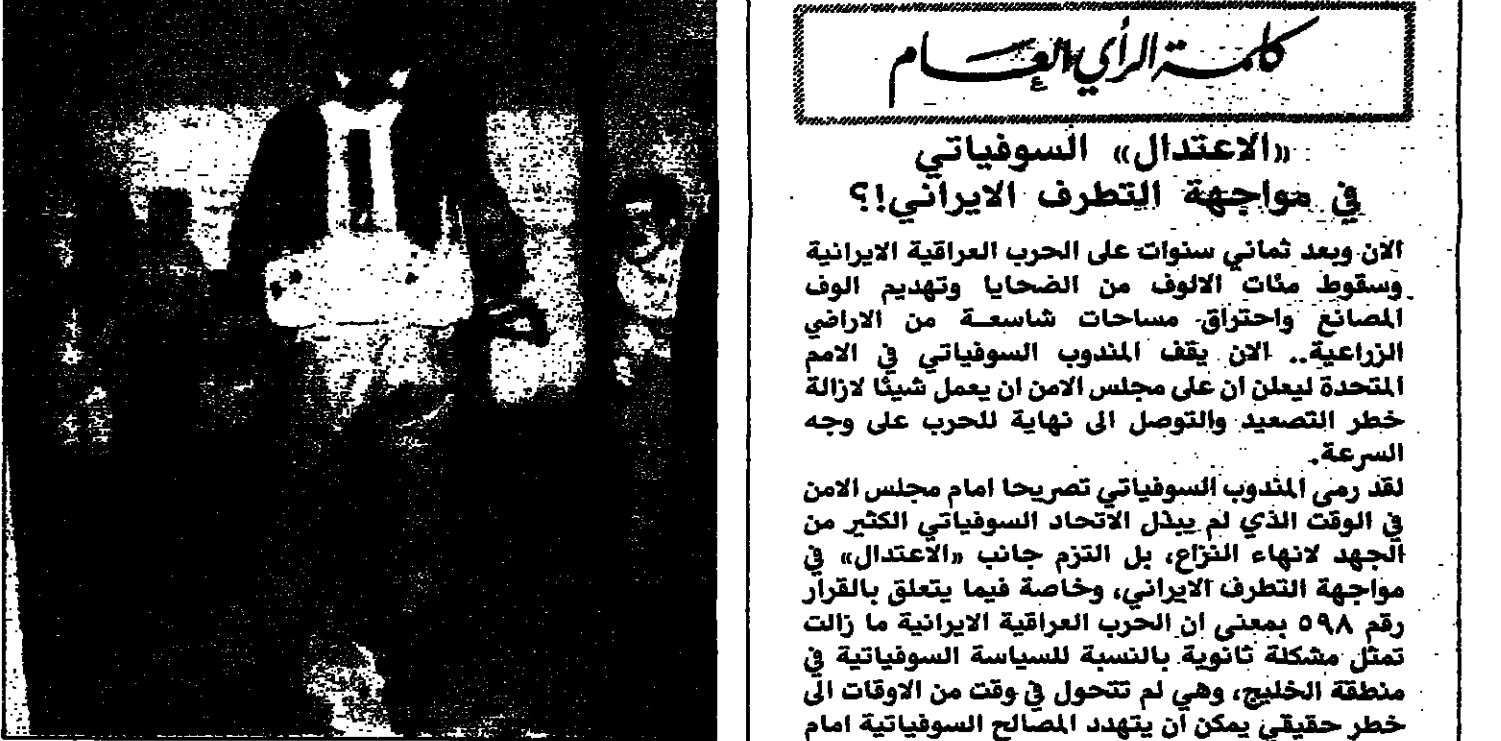 كلمة الرأي العام
«الاعتدال» السوفياتي
في مواجهة التطرف الايراني!؟
الان وبعد ثماني سنوات على الحرب العراقية الايرانية
وسقوط مئات الالوف من الضحايا وتهديم الوف
المصانع واحتراق مساحات شاسعة من الاراضي
الزراعية.. الان يقف المندوب السوفياتي في الامم
المتحدة ليعلن ان على مجلس الامن ان يعمل شيئا لازالة
خطر التصعيد والتوصل الى نهاية للحرب على وجه
السرعة.
لقد رمى المندوب السوفياتي تصريحا امام مجلس الامن
في الوقت الذي لم يبذل الاتحاد السوفياتي الكثير من
الجهد لانهاء النزاع، بل التزم جانب «الاعتدال» في
مواجهة التطرف الايراني، وخاصة فيما يتعلق بالقرار
رقم ٥٩٨ بمعنى ان الحرب العراقية الايرانية ما زالت
تمثل مشكلة ثانوية بالنسبة للسياسة السوفياتية في
منطقة الخليج، وهي لم تتحول في وقت من الاوقات الى
خطر حقيقي يمكن ان يتهدد المصالح السوفياتية امام